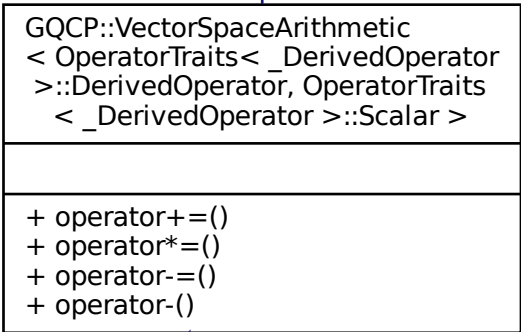 GQCP::VectorSpaceArithmetic
< OperatorTraits< _DerivedOperator
>::DerivedOperator, OperatorTraits
< _DerivedOperator >::Scalar >
+ operator+=()
+ operator*=()
+ operator-=()
+ operator-()